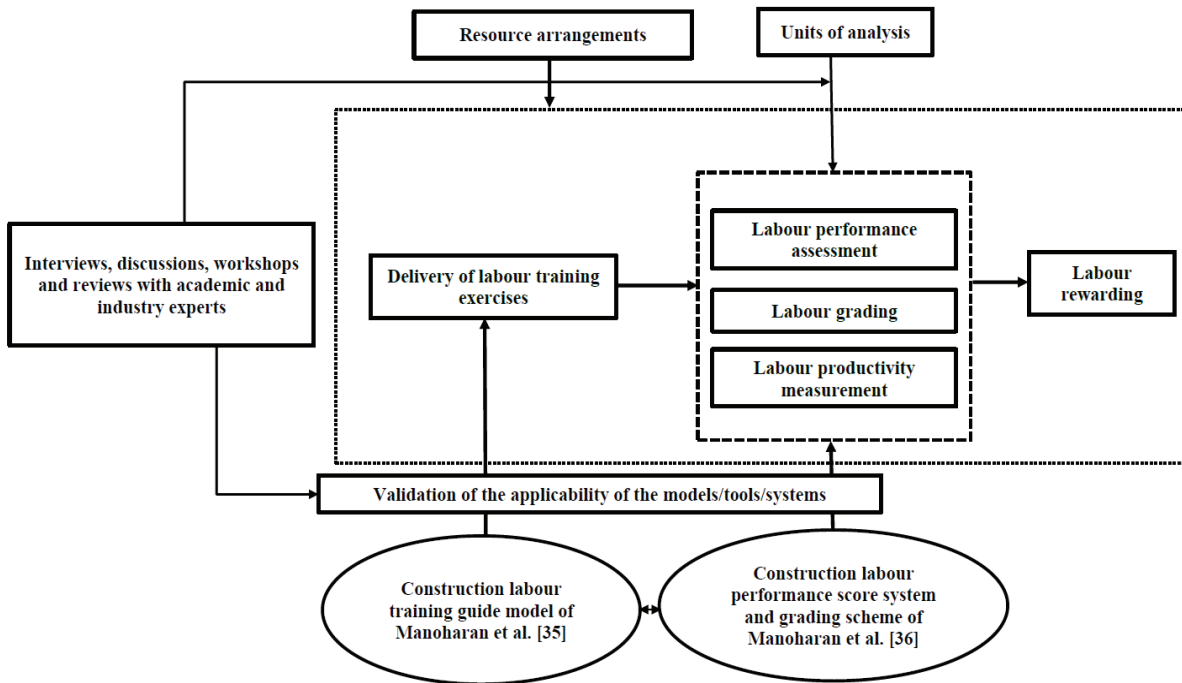 Resource arrangements
Units of analysis
Interviews, discussions, workshops
and reviews with academic and
industry experts
Delivery of labour training
exercises
Labour performance
assessment
Labour grading
Labour productivity
measurement
Labour
rewarding
Validation of the applicability of the models/tools/systems
Construction labour
training guide model of
Manoharan et al. [35]
Construction labour
performance score system
and grading scheme of
Manoharan et al. [36]